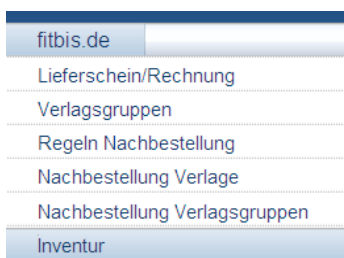 fitbis.de
Lieferschein/Rechnung
Verlagsgruppen
Regeln Nachbestellung
Nachbestellung Verlage
Nachbestellung Verlagsgruppen
Inventur